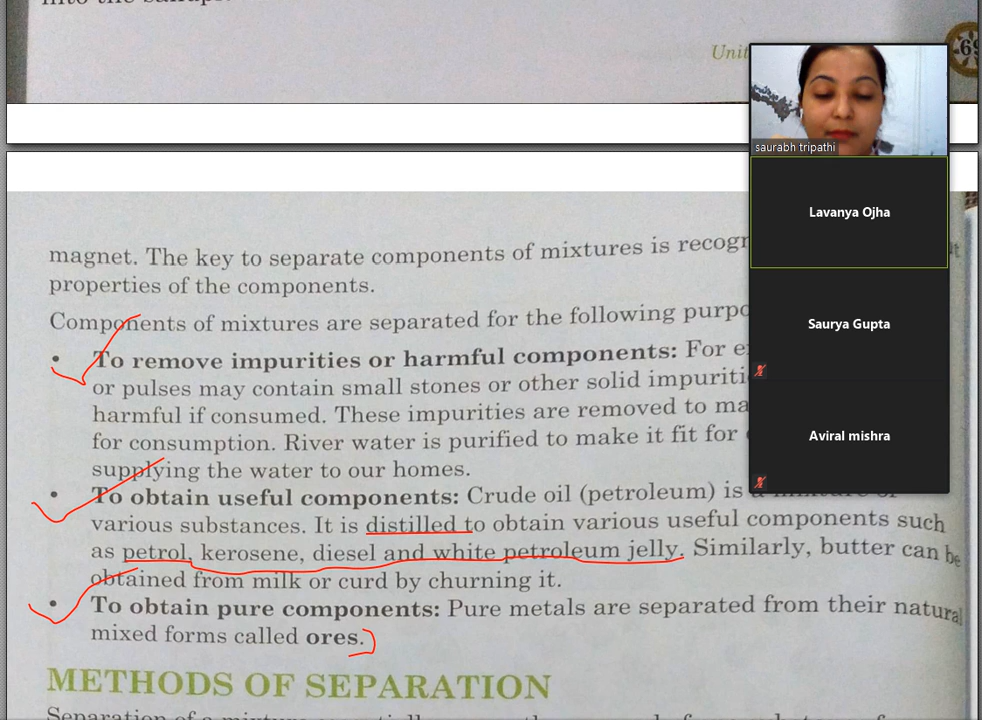 Unit
69
saurabh tripathi
Lavanya Ojha
Saurya Gupta
Aviral mishra
magnet. The key to separate components of mixtures is
properties of the components.
Components of mixtures are separated for the following
• To remove impurities or harmful components: For
or pulses may contain small stones or other solid
harmful if consumed. These impurities are removed to
for consumption. River water is purified to make it fit for
supplying the water to our homes.
• To obtain useful components: Crude oil (petroleum) is a mixture of
various substances. It is distilled to obtain various useful components such
as petrol, kerosene, diesel and white petroleum jelly. Similarly, butter can be
obtained from milk or curd by churning it.
• To obtain pure components: Pure metals are separated from their natural
mixed forms called ores.
METHODS OF SEPARATION